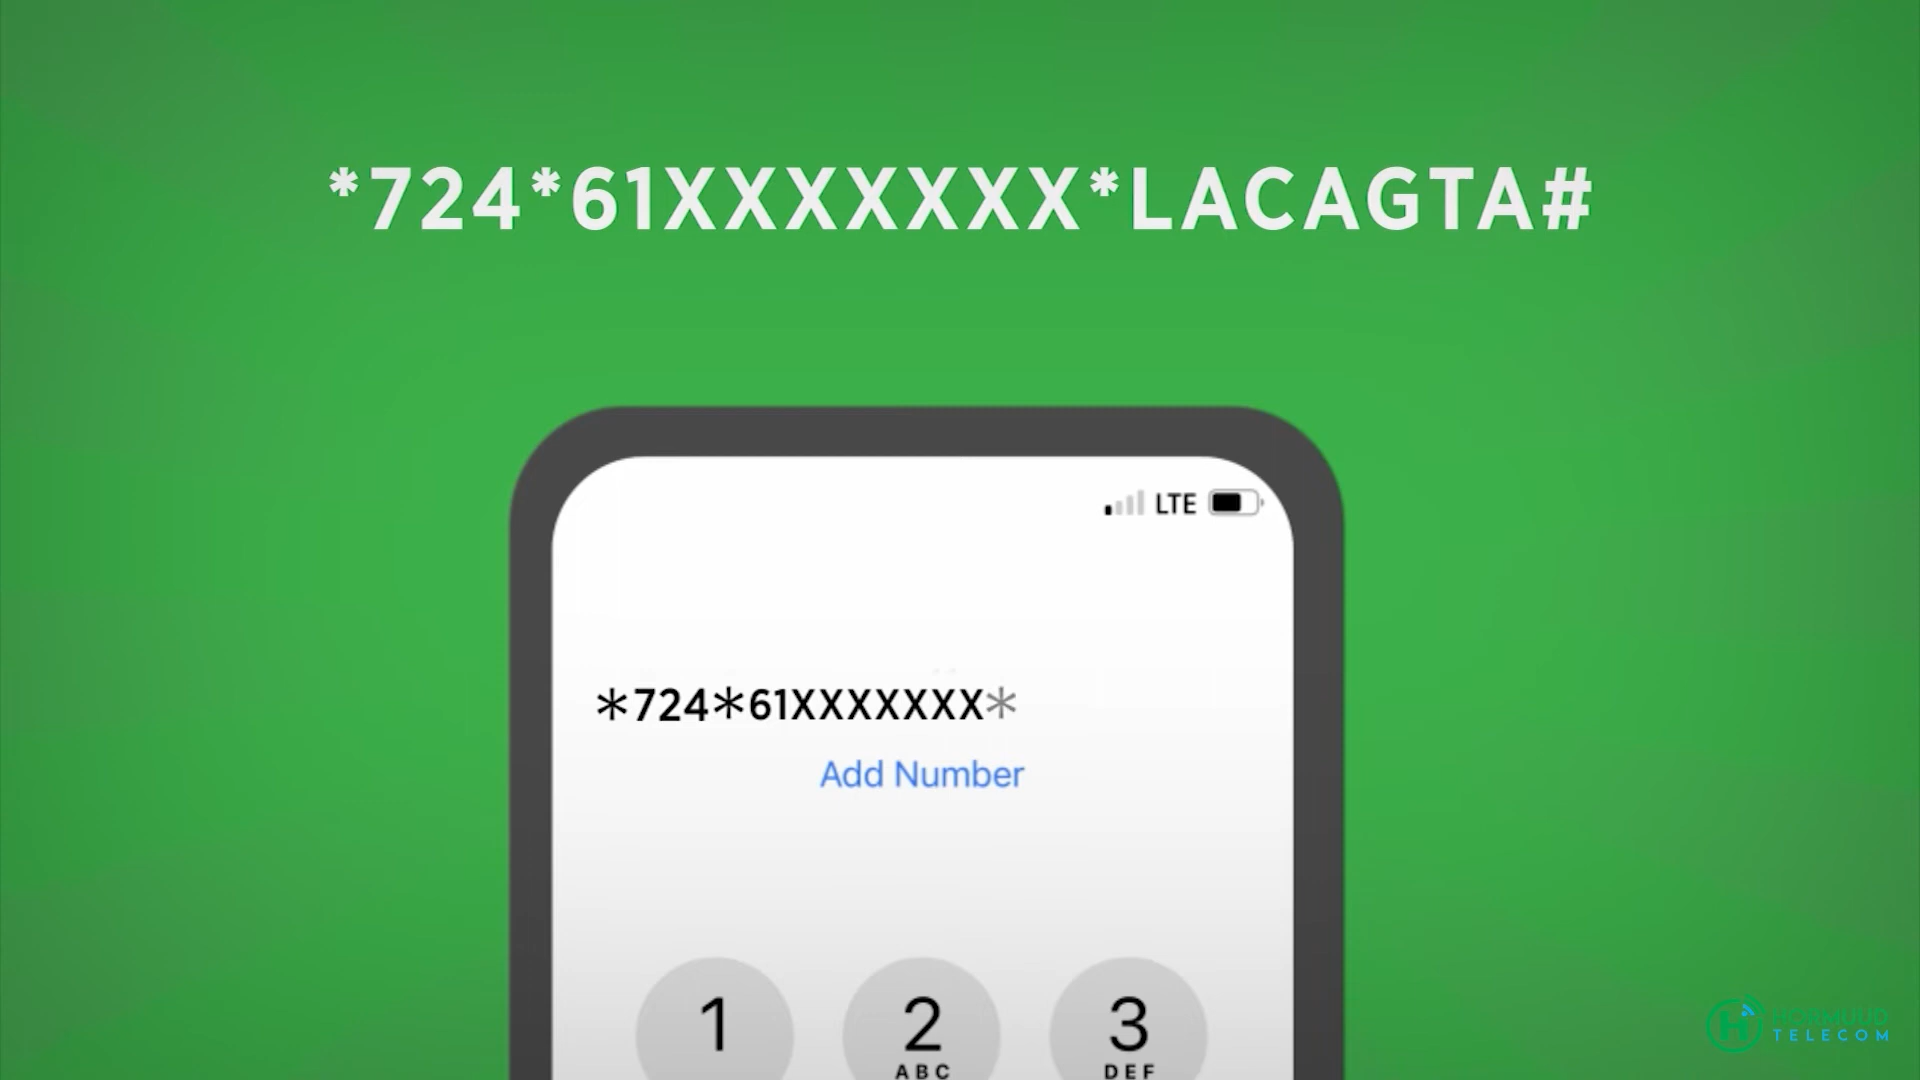 *724*61XXXXXXX*LACAGTA#
LTE
*724*61XXXXXXX*
Add Number
1 2 3
ABC DEF
HORMUUD
TELECOM